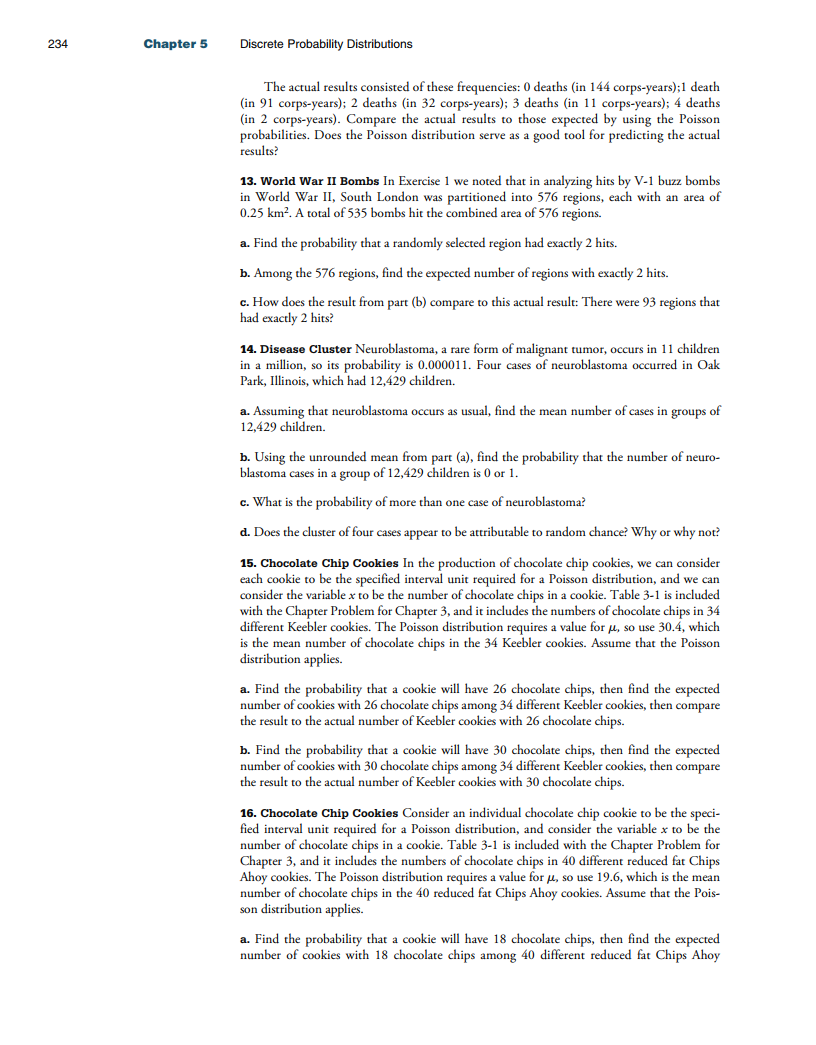 234 Chapter 5 Discrete Probability Distributions
The actual results consisted of these frequencies: 0 deaths (in 144 corps-years);1 death
(in 91 corps-years); 2 deaths (in 32 corps-years); 3 deaths (in 11 corps-years); 4 deaths
(in 2 corps-years). Compare the actual results to those expected by using the Poisson
probabilities. Does the Poisson distribution serve as a good tool for predicting the actual
results?
13. World War II Bombs In Exercise 1 we noted that in analyzing hits by V-1 buzz bombs
in World War II, South London was partitioned into 576 regions, each with an area of
0.25 km². A total of 535 bombs hit the combined area of 576 regions.
a. Find the probability that a randomly selected region had exactly 2 hits.
b. Among the 576 regions, find the expected number of regions with exactly 2 hits.
c. How does the result from part (b) compare to this actual result: There were 93 regions that
had exactly 2 hits?
14. Disease Cluster Neuroblastoma, a rare form of malignant tumor, occurs in 11 children
in a million, so its probability is 0.000011. Four cases of neuroblastoma occurred in Oak
Park, Illinois, which had 12,429 children.
a. Assuming that neuroblastoma occurs as usual, find the mean number of cases in groups of
12,429 children.
b. Using the unrounded mean from part (a), find the probability that the number of neuro-
blastoma cases in a group of 12,429 children is 0 or 1.
c. What is the probability of more than one case of neuroblastoma?
d. Does the cluster of four cases appear to be attributable to random chance? Why or why not?
15. Chocolate Chip Cookies In the production of chocolate chip cookies, we can consider
each cookie to be the specified interval unit required for a Poisson distribution, and we can
consider the variable x to be the number of chocolate chips in a cookie. Table 3-1 is included
with the Chapter Problem for Chapter 3, and it includes the numbers of chocolate chips in 34
different Keebler cookies. The Poisson distribution requires a value for μ, so use 30.4, which
is the mean number of chocolate chips in the 34 Keebler cookies. Assume that the Poisson
distribution applies.
a. Find the probability that a cookie will have 26 chocolate chips, then find the expected
number of cookies with 26 chocolate chips among 34 different Keebler cookies, then compare
the result to the actual number of Keebler cookies with 26 chocolate chips.
b. Find the probability that a cookie will have 30 chocolate chips, then find the expected
number of cookies with 30 chocolate chips among 34 different Keebler cookies, then compare
the result to the actual number of Keebler cookies with 30 chocolate chips.
16. Chocolate Chip Cookies Consider an individual chocolate chip cookie to be the speci-
fied interval unit required for a Poisson distribution, and consider the variable x to be the
number of chocolate chips in a cookie. Table 3-1 is included with the Chapter Problem for
Chapter 3, and it includes the numbers of chocolate chips in 40 different reduced fat Chips
Ahoy cookies. The Poisson distribution requires a value for μ, so use 19.6, which is the mean
number of chocolate chips in the 40 reduced fat Chips Ahoy cookies. Assume that the Pois-
son distribution applies.
a. Find the probability that a cookie will have 18 chocolate chips, then find the expected
number of cookies with 18 chocolate chips among 40 different reduced fat Chips Ahoy